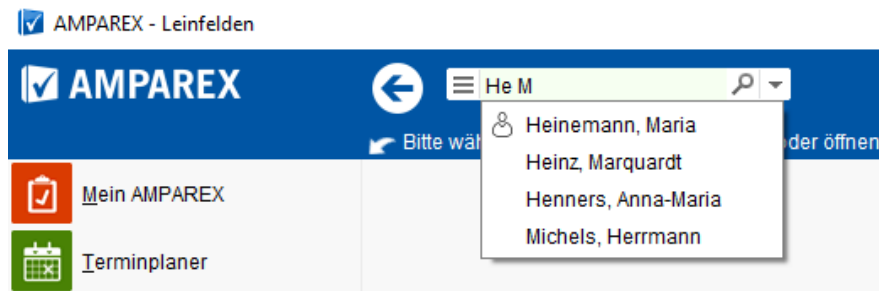 AMPAREX - Leinfelden
AMPAREX
He M
Heinemann, Maria
Heinz, Marquardt
Henners, Anna-Maria
Michels, Herrmann
Bitte wäh
oder öffnen
Mein AMPAREX
Terminplaner